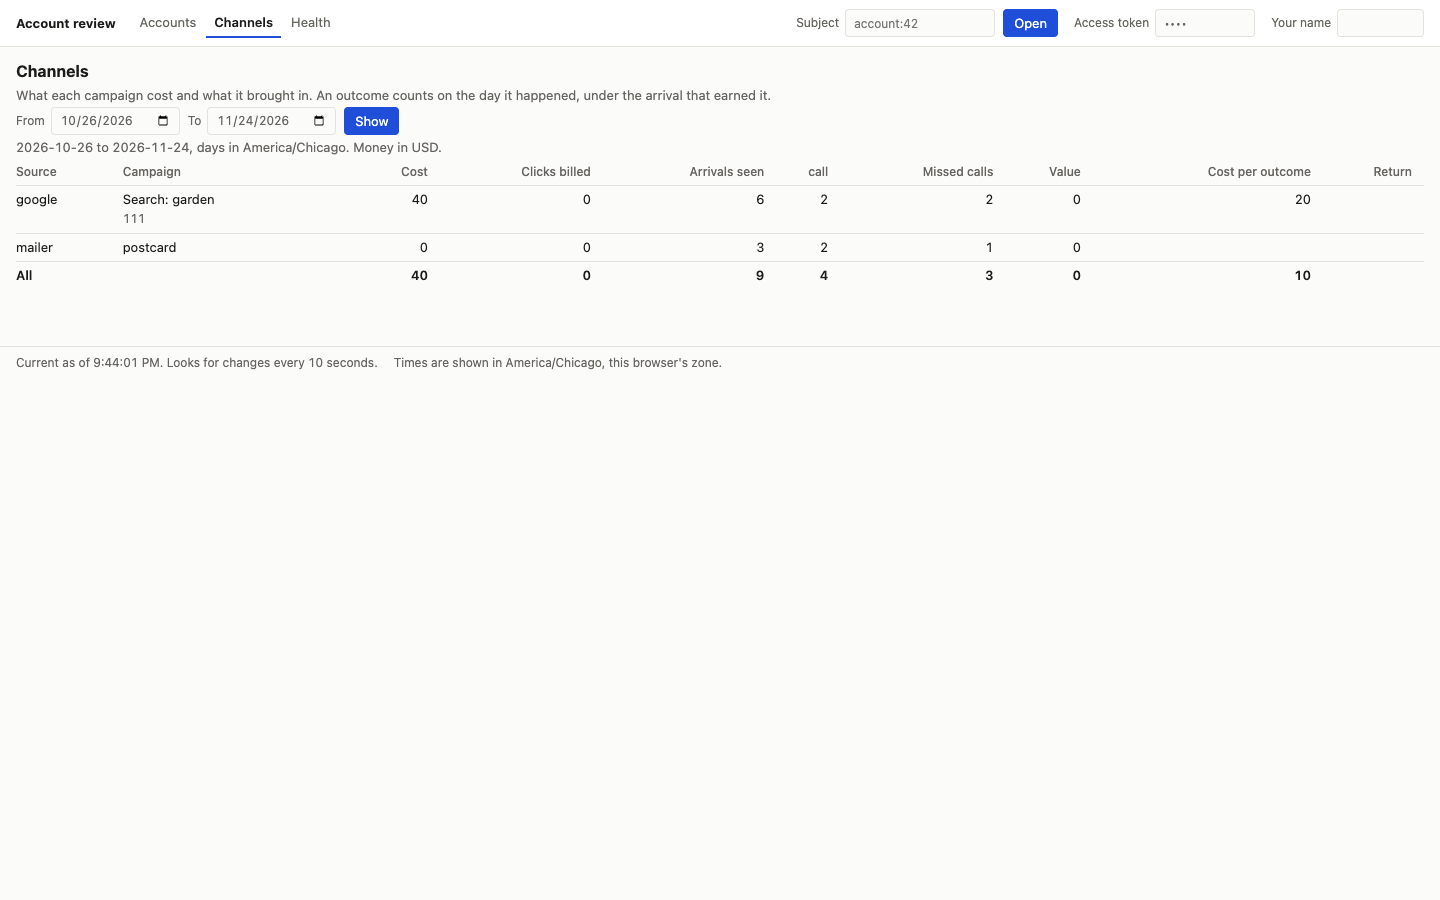 Account review Accounts Channels Health Subject account:42 Open Access token •••• Your name
Channels
What each campaign cost and what it brought in. An outcome counts on the day it happened, under the arrival that earned it.
From 10/26/2026 To 11/24/2026 Show
2026-10-26 to 2026-11-24, days in America/Chicago. Money in USD.
Source Campaign Cost Clicks billed Arrivals seen call Missed calls Value Cost per outcome Return
google Search: garden 40 0 6 2 2 0 20
111
mailer postcard 0 0 3 2 1 0
All 40 0 9 4 3 0 10
Current as of 9:44:01 PM. Looks for changes every 10 seconds. Times are shown in America/Chicago, this browser's zone.